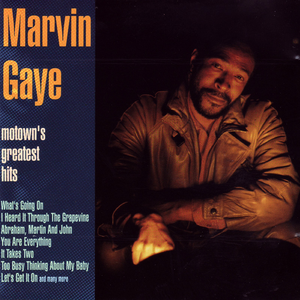 Marvin
Gaye
motown's
greatest
hits
What's Going On
I Heard It Through The Grapevine
Abraham, Martin And John
You Are Everything
It Takes Two
Too Busy Thinking About My Baby
Let's Get It On and many more